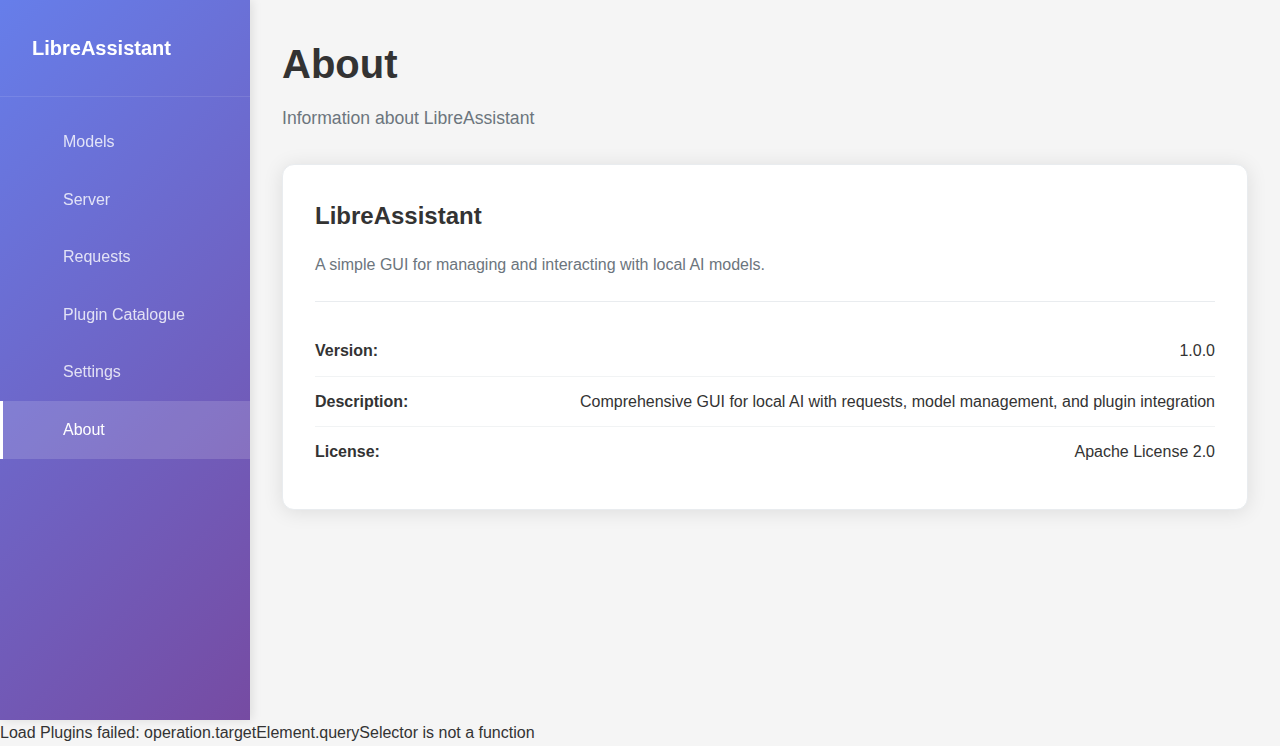 LibreAssistant
Models
Server
Requests
Plugin Catalogue
Settings
About
About
Information about LibreAssistant
LibreAssistant
A simple GUI for managing and interacting with local AI models.
Version: 1.0.0
Description: Comprehensive GUI for local AI with requests, model management, and plugin integration
License: Apache License 2.0
Load Plugins failed: operation.targetElement.querySelector is not a function